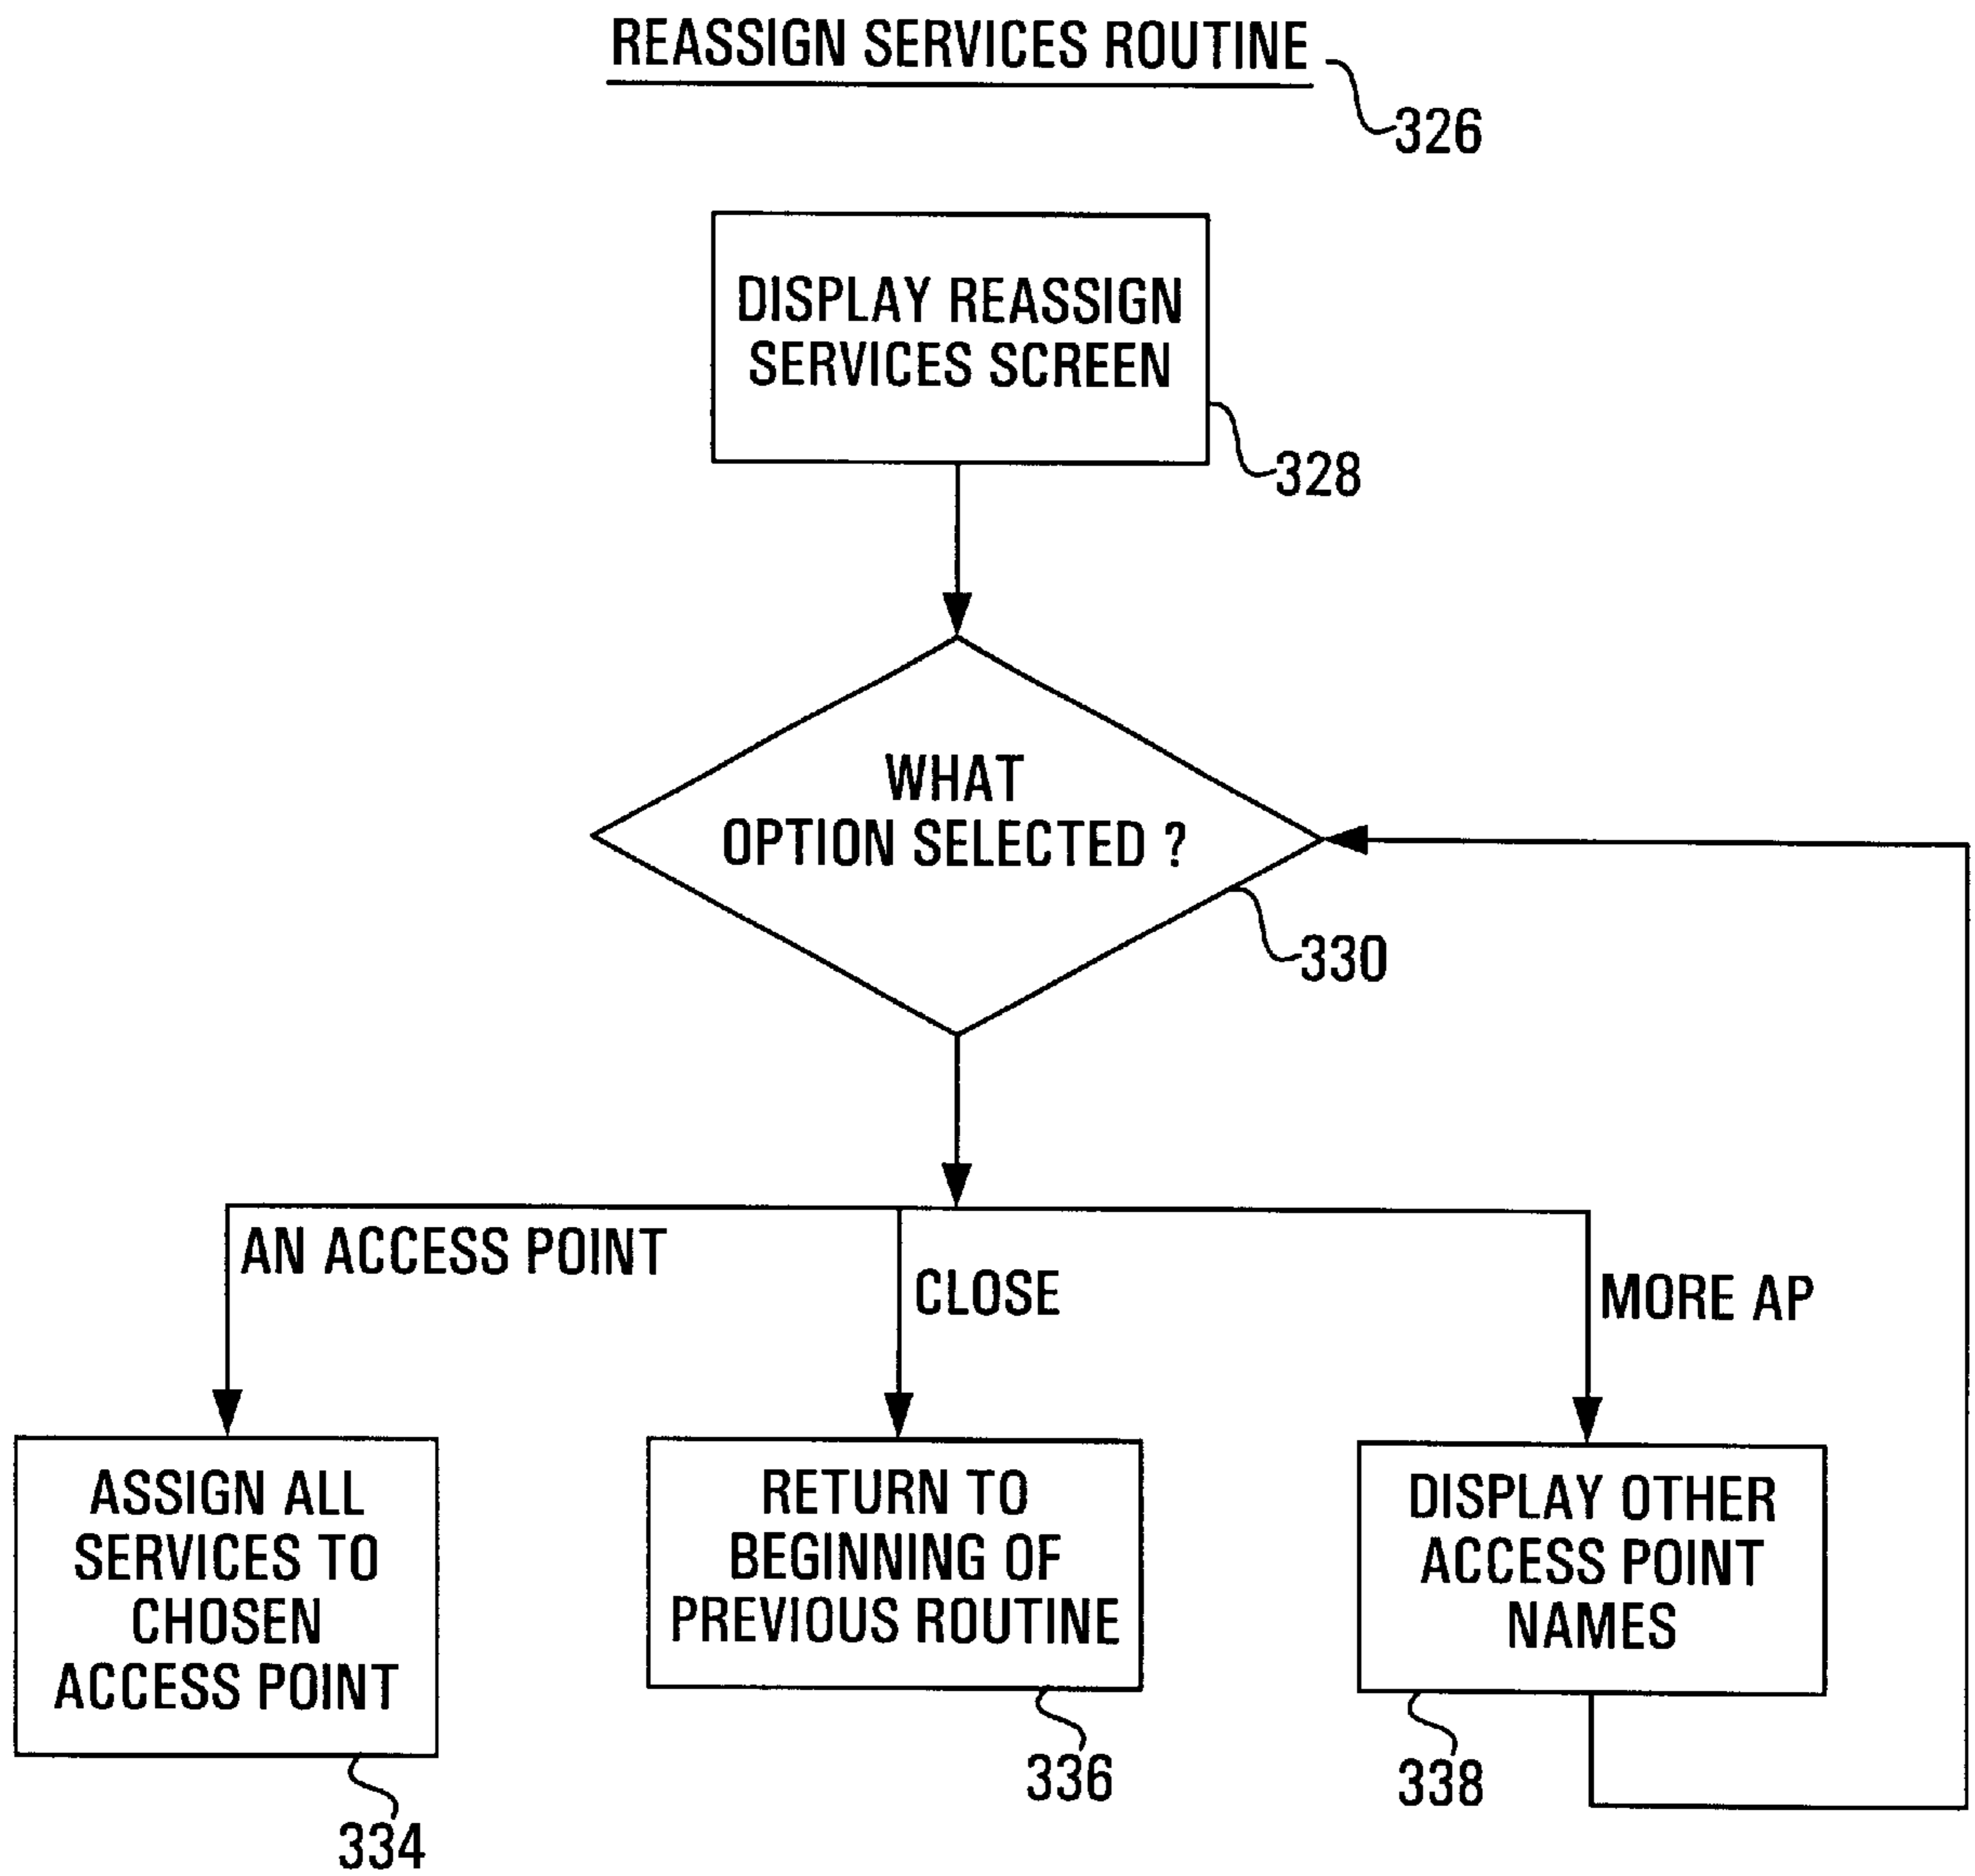 REASSIGN SERVICES ROUTINE
326
DISPLAY REASSIGN
SERVICES SCREEN
328
WHAT
OPTION SELECTED ?
330
AN ACCESS POINT
CLOSE
MORE AP
ASSIGN ALL
SERVICES TO
CHOSEN
ACCESS POINT
334
RETURN TO
BEGINNING OF
PREVIOUS ROUTINE
336
DISPLAY OTHER
ACCESS POINT
NAMES
338